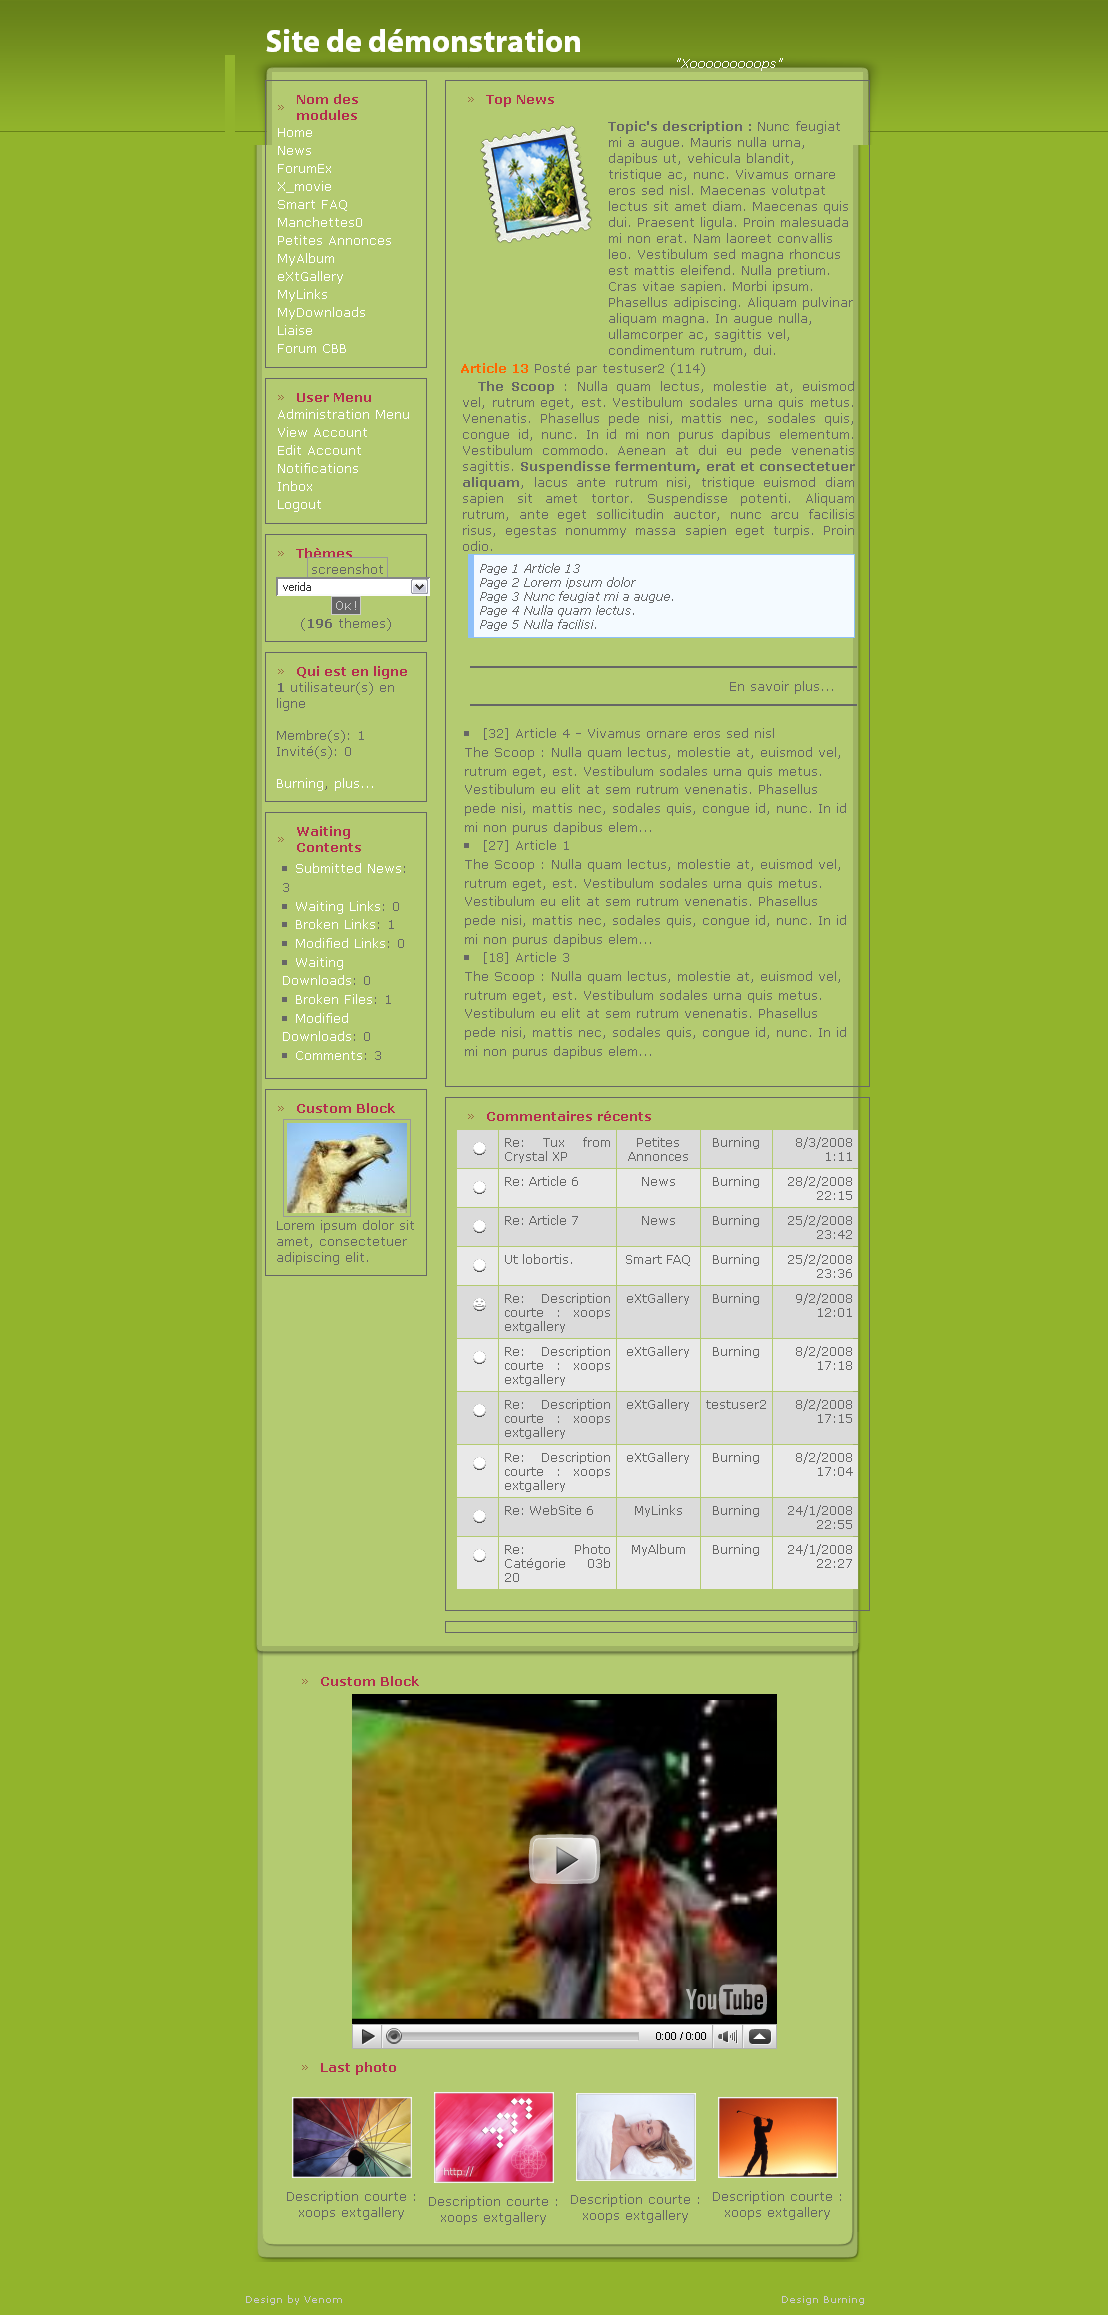 Site de démonstration
"Xoooooooooops"
» Nom des
modules
Home
News
ForumEx
X_movie
Smart FAQ
Manchettes0
Petites Annonces
MyAlbum
eXtGallery
MyLinks
MyDownloads
Liaise
Forum CBB
» User Menu
Administration Menu
View Account
Edit Account
Notifications
Inbox
Logout
» Thèmes
screenshot
verida
OK!
(196 themes)
» Qui est en ligne
1 utilisateur(s) en
ligne
Membre(s): 1
Invité(s): 0
Burning, plus...
» Waiting
Contents
Submitted News:
3
Waiting Links: 0
Broken Links: 1
Modified Links: 0
Waiting
Downloads: 0
Broken Files: 1
Modified
Downloads: 0
Comments: 3
» Custom Block
Lorem ipsum dolor sit
amet, consectetuer
adipiscing elit.
» Top News
Topic's description : Nunc feugiat
mi a augue. Mauris nulla urna,
dapibus ut, vehicula blandit,
tristique ac, nunc. Vivamus ornare
eros sed nisl. Maecenas volutpat
lectus sit amet diam. Maecenas quis
dui. Praesent ligula. Proin malesuada
mi non erat. Nam laoreet convallis
leo. Vestibulum sed magna rhoncus
est mattis eleifend. Nulla pretium.
Cras vitae sapien. Morbi ipsum.
Phasellus adipiscing. Aliquam pulvinar
aliquam magna. In augue nulla,
ullamcorper ac, sagittis vel,
condimentum rutrum, dui.
Article 13 Posté par testuser2 (114)
The Scoop : Nulla quam lectus, molestie at, euismod
vel, rutrum eget, est. Vestibulum sodales urna quis metus.
Venenatis. Phasellus pede nisi, mattis nec, sodales quis,
congue id, nunc. In id mi non purus dapibus elementum.
Vestibulum commodo. Aenean at dui eu pede venenatis
sagittis. Suspendisse fermentum, erat et consectetuer
aliquam, lacus ante rutrum nisi, tristique euismod diam
sapien sit amet tortor. Suspendisse potenti. Aliquam
rutrum, ante eget sollicitudin auctor, nunc arcu facilisis
risus, egestas nonummy massa sapien eget turpis. Proin
odio.
Page 1 Article 13
Page 2 Lorem ipsum dolor
Page 3 Nunc feugiat mi a augue.
Page 4 Nulla quam lectus.
Page 5 Nulla facilisi.
En savoir plus...
[32] Article 4 - Vivamus ornare eros sed nisl
The Scoop : Nulla quam lectus, molestie at, euismod vel,
rutrum eget, est. Vestibulum sodales urna quis metus.
Vestibulum eu elit at sem rutrum venenatis. Phasellus
pede nisi, mattis nec, sodales quis, congue id, nunc. In id
mi non purus dapibus elem...
[27] Article 1
The Scoop : Nulla quam lectus, molestie at, euismod vel,
rutrum eget, est. Vestibulum sodales urna quis metus.
Vestibulum eu elit at sem rutrum venenatis. Phasellus
pede nisi, mattis nec, sodales quis, congue id, nunc. In id
mi non purus dapibus elem...
[18] Article 3
The Scoop : Nulla quam lectus, molestie at, euismod vel,
rutrum eget, est. Vestibulum sodales urna quis metus.
Vestibulum eu elit at sem rutrum venenatis. Phasellus
pede nisi, mattis nec, sodales quis, congue id, nunc. In id
mi non purus dapibus elem...
» Commentaires récents
Re: Tux from Petites Burning 8/3/2008
Crystal XP Annonces 1:11
Re: Article 6 News Burning 28/2/2008
22:15
Re: Article 7 News Burning 25/2/2008
23:42
Ut lobortis. Smart FAQ Burning 25/2/2008
23:36
Re: Description eXtGallery Burning 9/2/2008
courte : xoops 12:01
extgallery
Re: Description eXtGallery Burning 8/2/2008
courte : xoops 17:18
extgallery
Re: Description eXtGallery testuser2 8/2/2008
courte : xoops 17:15
extgallery
Re: Description eXtGallery Burning 8/2/2008
courte : xoops 17:04
extgallery
Re: WebSite 6 MyLinks Burning 24/1/2008
22:55
Re: Photo MyAlbum Burning 24/1/2008
Catégorie 03b 22:27
20
» Custom Block
YouTube
0:00 / 0:00
» Last photo
http://
Description courte : Description courte : Description courte : Description courte :
xoops extgallery xoops extgallery xoops extgallery xoops extgallery
Design by Venom Design Burning